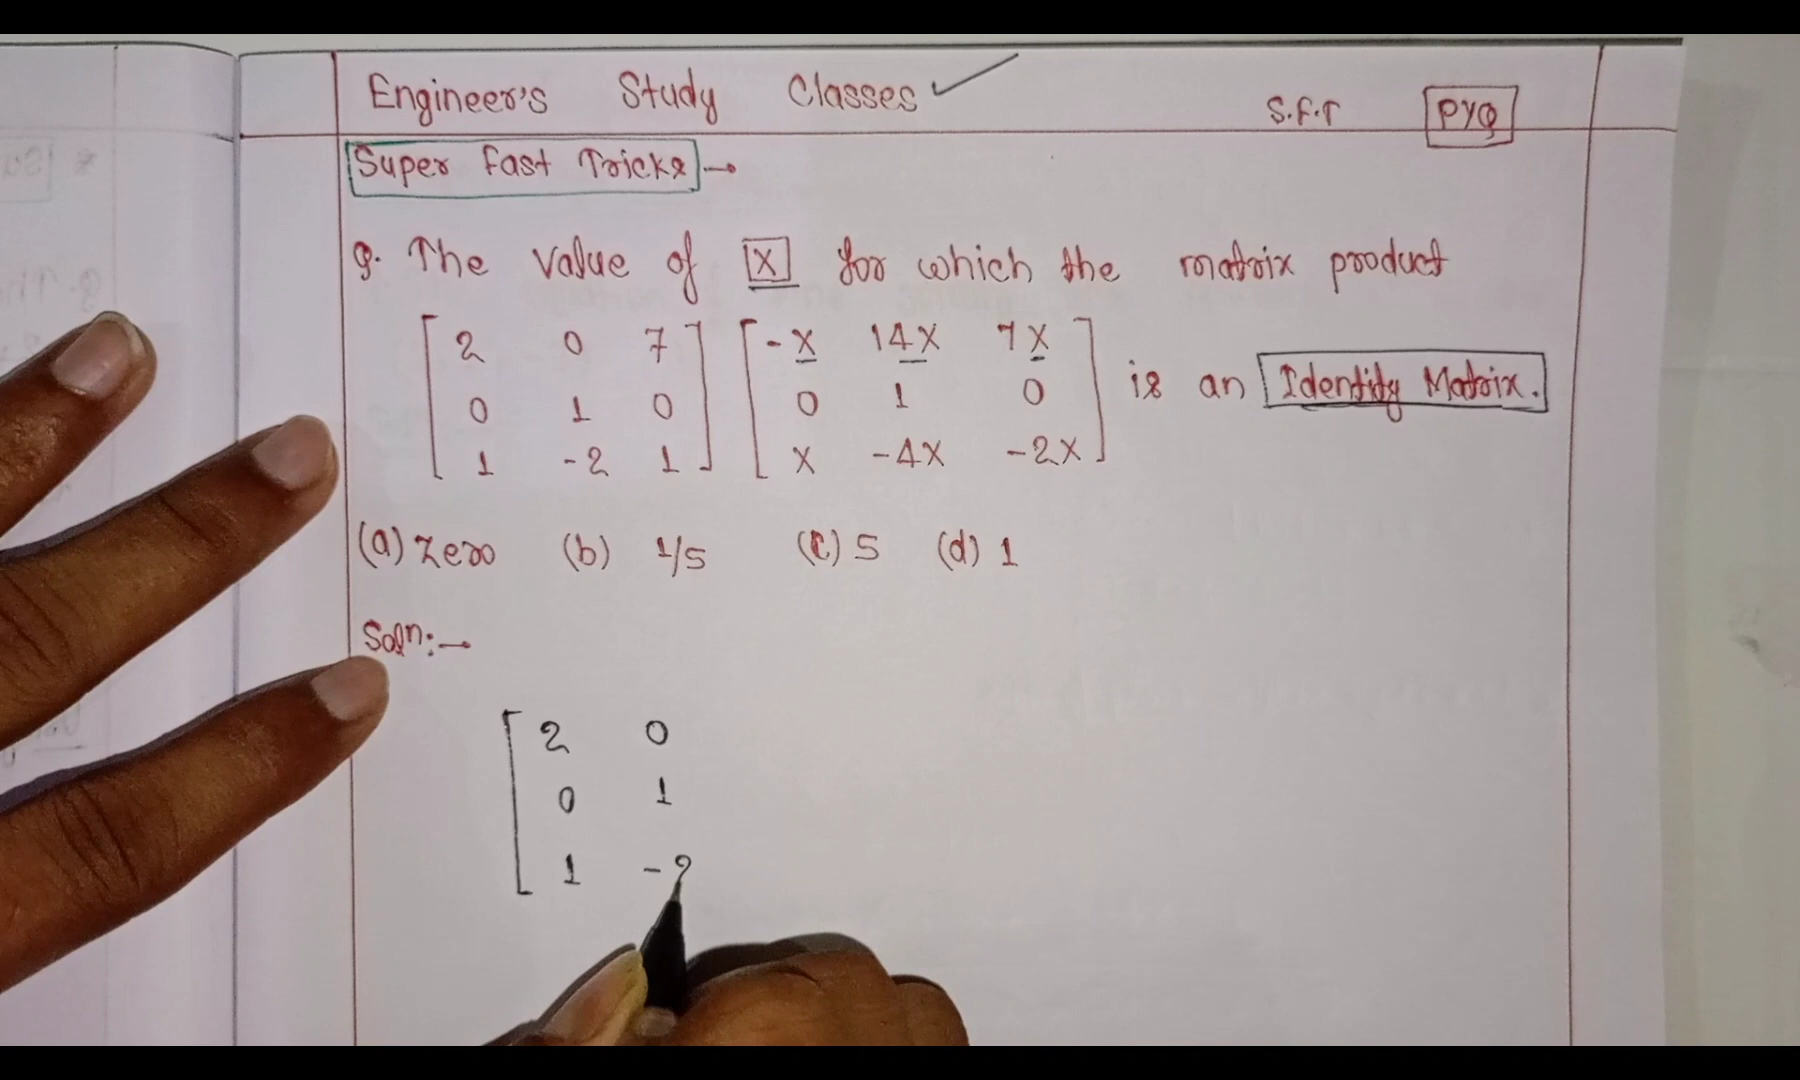 Engineer's Study Classes S.F.T PYQ
Super Fast Tricks →
Q. The value of X for which the matrix product
2 0 7 -X 14X 7X
0 1 0 0 1 0 is an Identity Matrix.
1 -2 1 X -4X -2X
(a) Zero (b) 1/5 (c) 5 (d) 1
Soln:→
2 0
0 1
1 -2